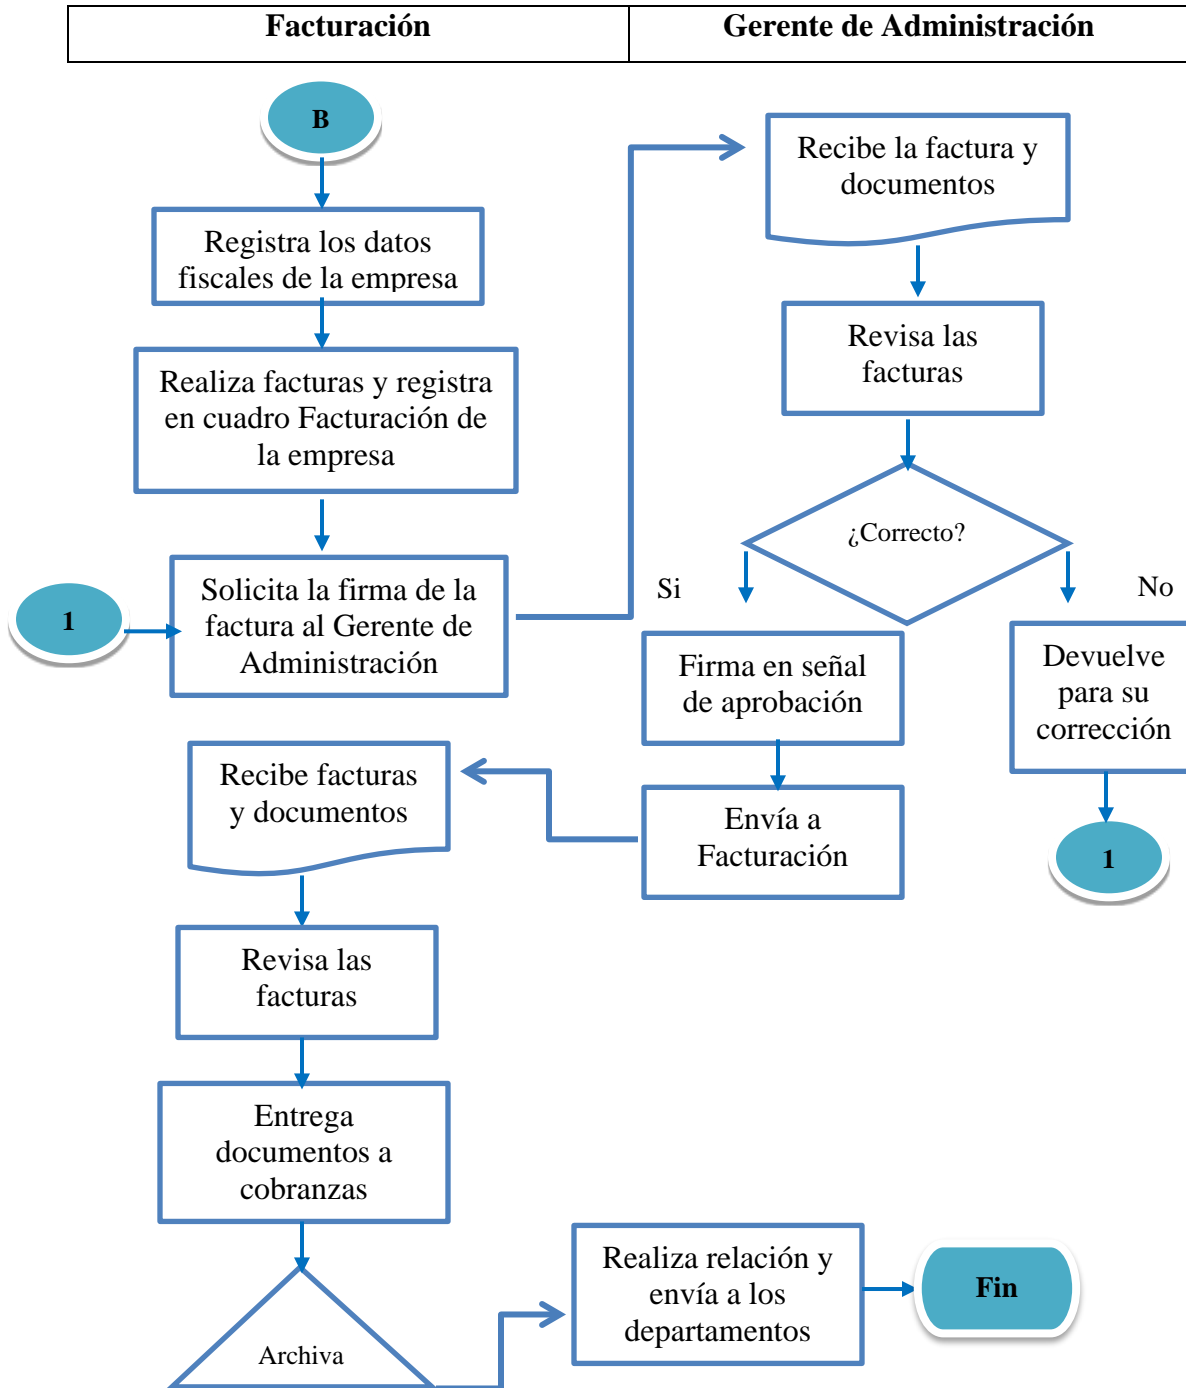 Facturación
Gerente de Administración
B
Registra los datos
fiscales de la empresa
Realiza facturas y registra
en cuadro Facturación de
la empresa
1
Solicita la firma de la
factura al Gerente de
Administración
Recibe la factura y
documentos
Revisa las
facturas
¿Correcto?
Si
No
Firma en señal
de aprobación
Devuelve
para su
corrección
Envía a
Facturación
1
Recibe facturas
y documentos
Revisa las
facturas
Entrega
documentos a
cobranzas
Archiva
Realiza relación y
envía a los
departamentos
Fin